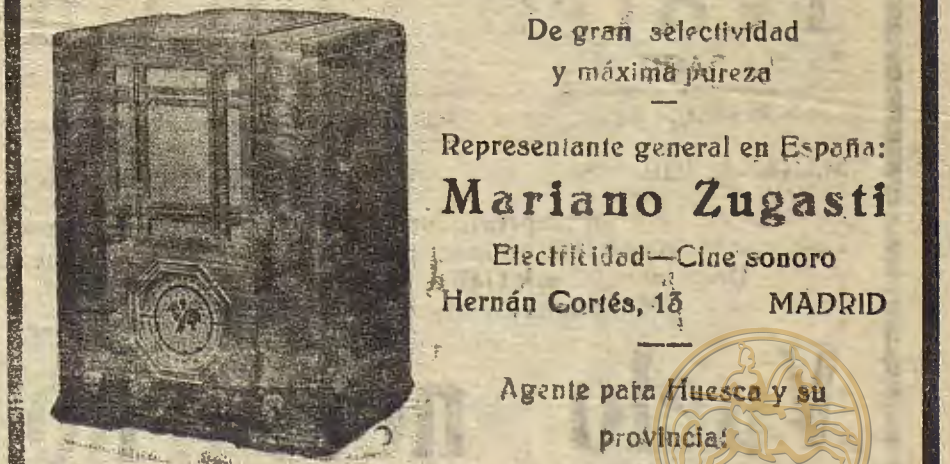 De gran selectividad
y máxima pureza
Representante general en España:
Mariano Zugasti
Electricidad—Cine sonoro
Hernán Cortés, 13 MADRID
Agente para Huesca y su
provincia: